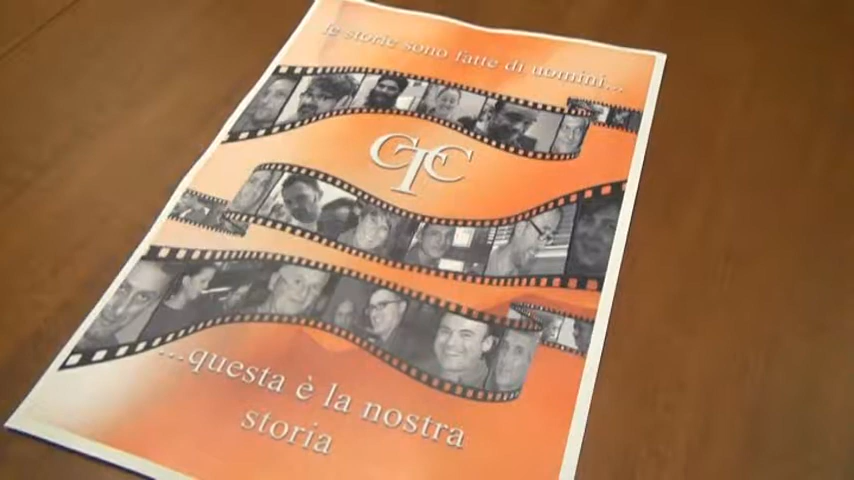 le storie sono fatte di uomini...
CTC
...questa è la nostra
storia